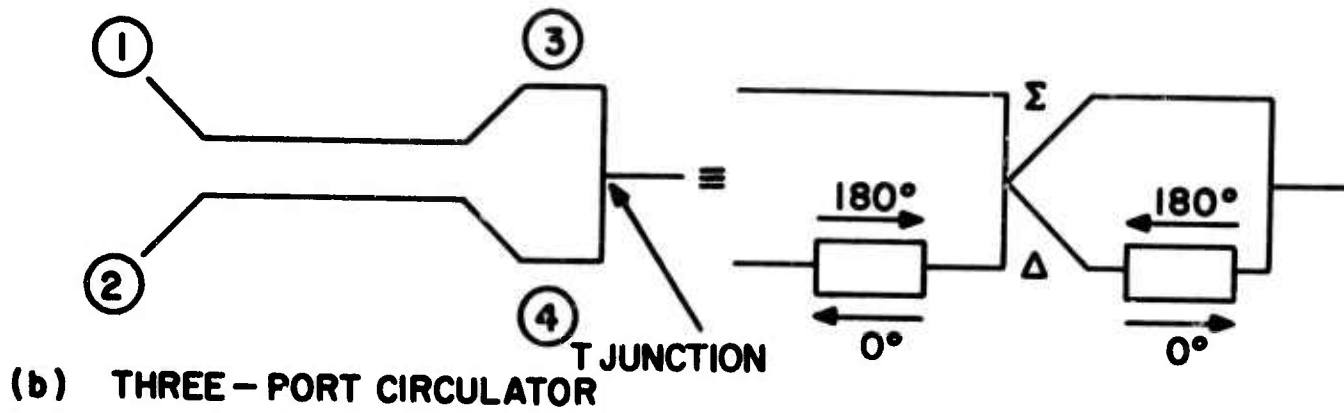 1
3
Σ
≡
180°
180°
2
Δ
4
0°
0°
T JUNCTION
(b) THREE-PORT CIRCULATOR